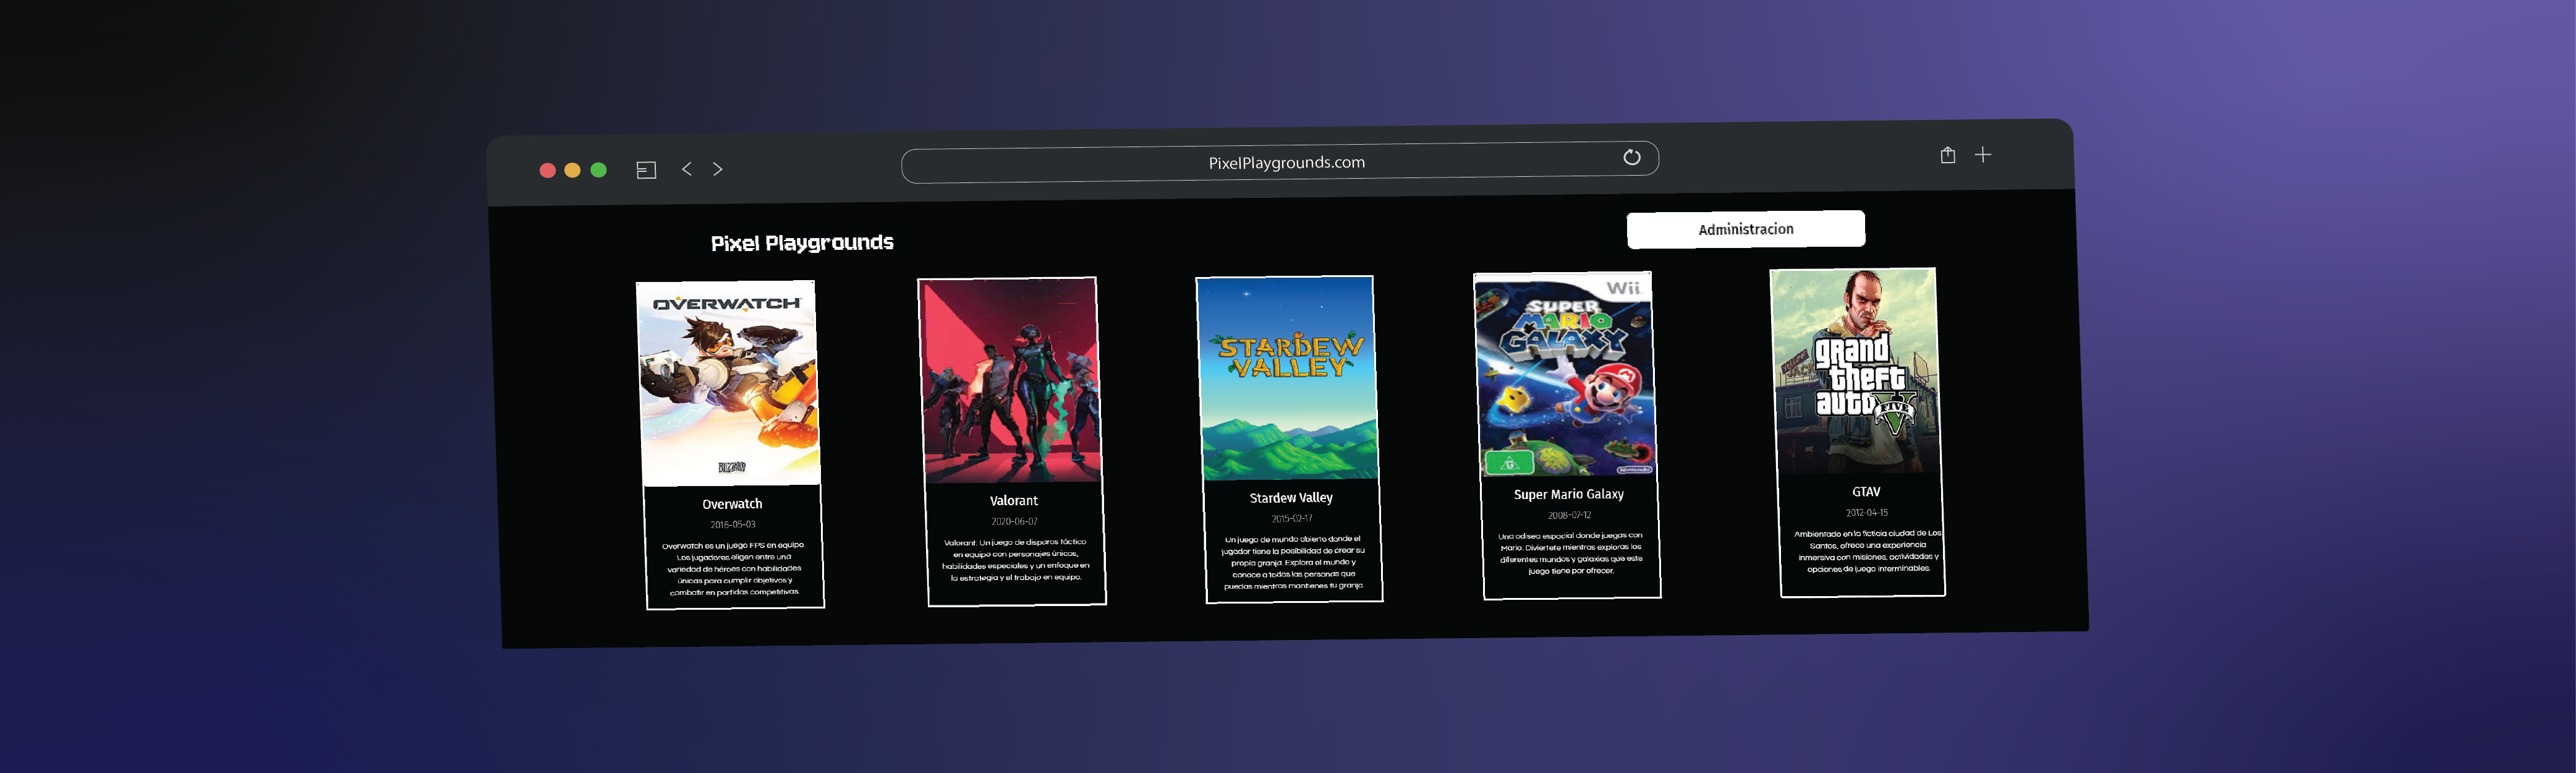 PixelPlaygrounds.com
Pixel Playgrounds
Administracion
OVERWATCH
BLIZZARD
Overwatch
2016-05-03
Overwatch es un juego FPS en equipo.
Los jugadores eligen entre una
variedad de héroes con habilidades
únicas para cumplir objetivos y
combatir en partidas competitivas.
Valorant
2020-06-07
Valorant: Un juego de disparos táctico
en equipo con personajes únicos,
habilidades especiales y un enfoque en
la estrategia y el trabajo en equipo.
STARDEW
VALLEY
Stardew Valley
2015-02-17
Un juego de mundo abierto donde el
jugador tiene la posibilidad de crear su
propia granja. Explora el mundo y
conoce a todas las personas que
puedas mientras mantienes tu granja.
Wii
SUPER
MARIO
GALAXY
G
Nintendo
Super Mario Galaxy
2008-07-12
Una odisea espacial donde juegas con
Mario. Diviertete mientras exploras los
diferentes mundos y galaxias que este
juego tiene por ofrecer.
grand
theft
auto
V
FIVE
GTAV
2012-04-15
Ambientado en la ficticia ciudad de Los
Santos, ofrece una experiencia
inmersiva con misiones, actividades y
opciones de juego interminables.